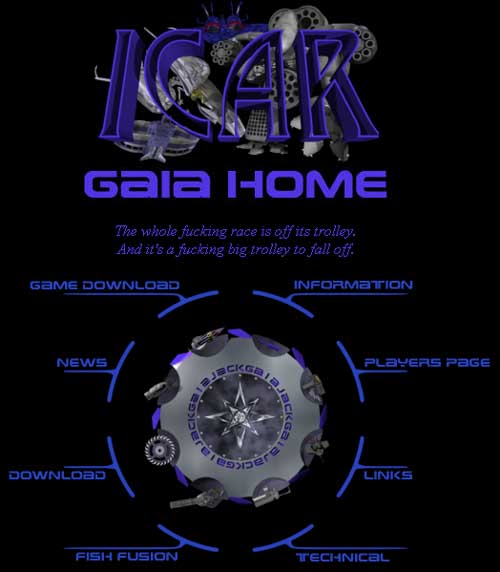 ICAR
GAIA HOME
The whole fucking race is off its trolley.
And it's a fucking big trolley to fall off.
GAME DOWNLOAD
INFORMATION
NEWS
PLAYERS PAGE
JACKGAIAJACKGAIAJACKGAIAJACKGAIA
DOWNLOAD
LINKS
FISH FUSION
TECHNICAL